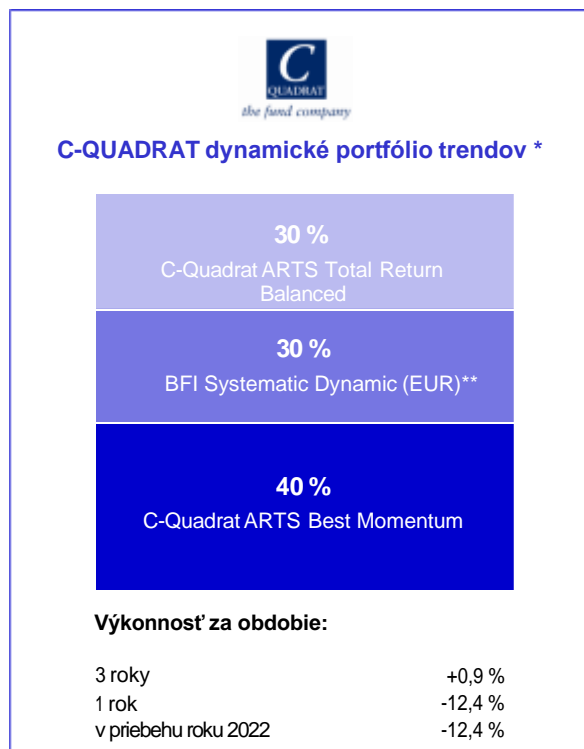 C
QUADRAT
the fund company
C-QUADRAT dynamické portfólio trendov *
30 %
C-Quadrat ARTS Total Return
Balanced
30 %
BFI Systematic Dynamic (EUR)**
40 %
C-Quadrat ARTS Best Momentum
Výkonnosť za obdobie:
3 roky +0,9 %
1 rok -12,4 %
v priebehu roku 2022 -12,4 %